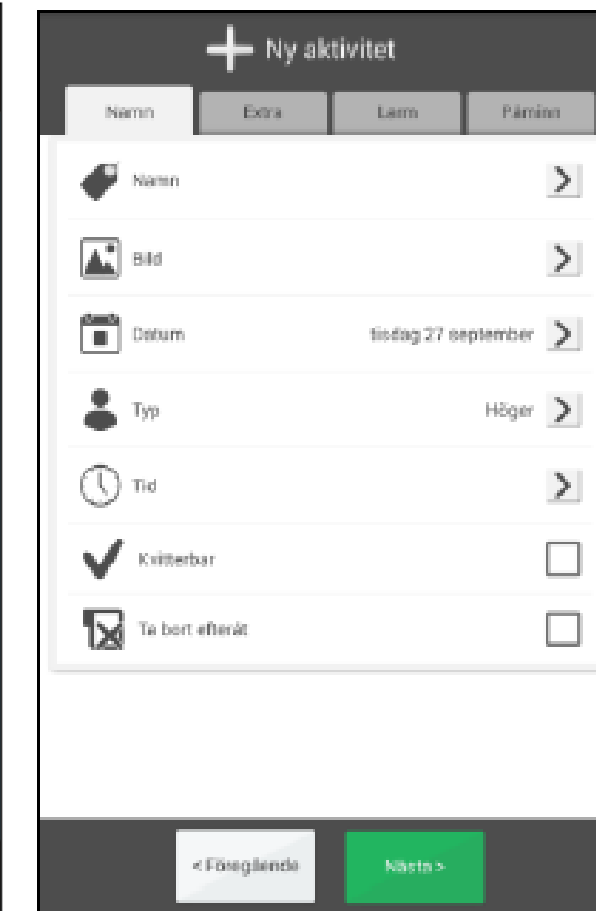 Ny aktivitet
Namn Extra Larm Påminn
Namn
Bild
Datum tisdag 27 september
Typ Höger
Tid
Kvitterbar
Ta bort efteråt
< Föregående Nästa >